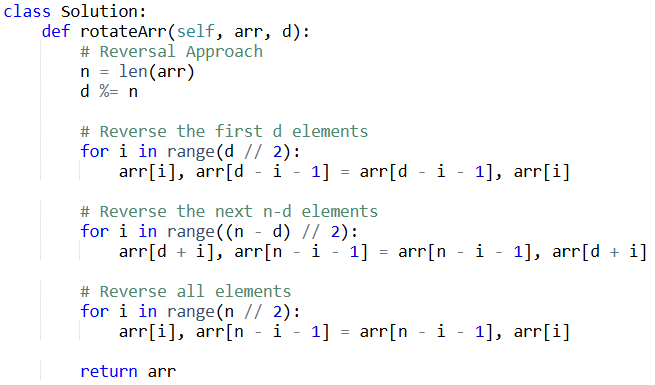 class Solution:
    def rotateArr(self, arr, d):
        # Reversal Approach
        n = len(arr)
        d %= n
        # Reverse the first d elements
        for i in range(d // 2):
            arr[i], arr[d - i - 1] = arr[d - i - 1], arr[i]
        # Reverse the next n-d elements
        for i in range((n - d) // 2):
            arr[d + i], arr[n - i - 1] = arr[n - i - 1], arr[d + i]
        # Reverse all elements
        for i in range(n // 2):
            arr[i], arr[n - i - 1] = arr[n - i - 1], arr[i]
        return arr